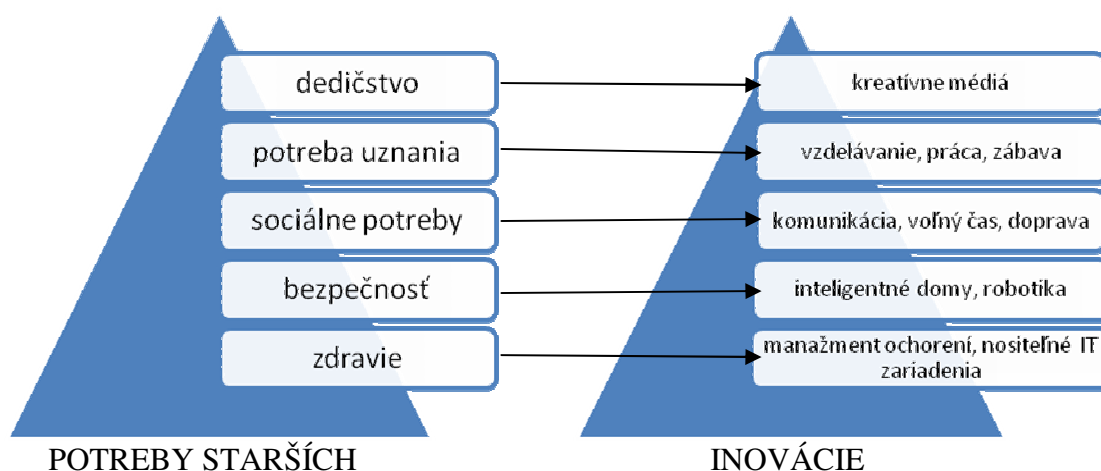 dedičstvo
kreatívne médiá
potreba uznania
vzdelávanie, práca, zábava
sociálne potreby
komunikácia, voľný čas, doprava
bezpečnosť
inteligentné domy, robotika
zdravie
manažment ochorení, nositeľné IT
zariadenia
POTREBY STARŠÍCH
INOVÁCIE